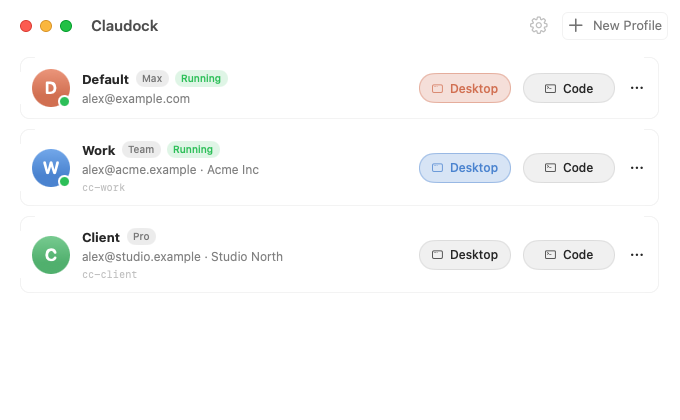 Claudock
New Profile
D
Default Max Running
alex@example.com
Desktop
Code
W
Work Team Running
alex@acme.example · Acme Inc
cc-work
Desktop
Code
C
Client Pro
alex@studio.example · Studio North
cc-client
Desktop
Code